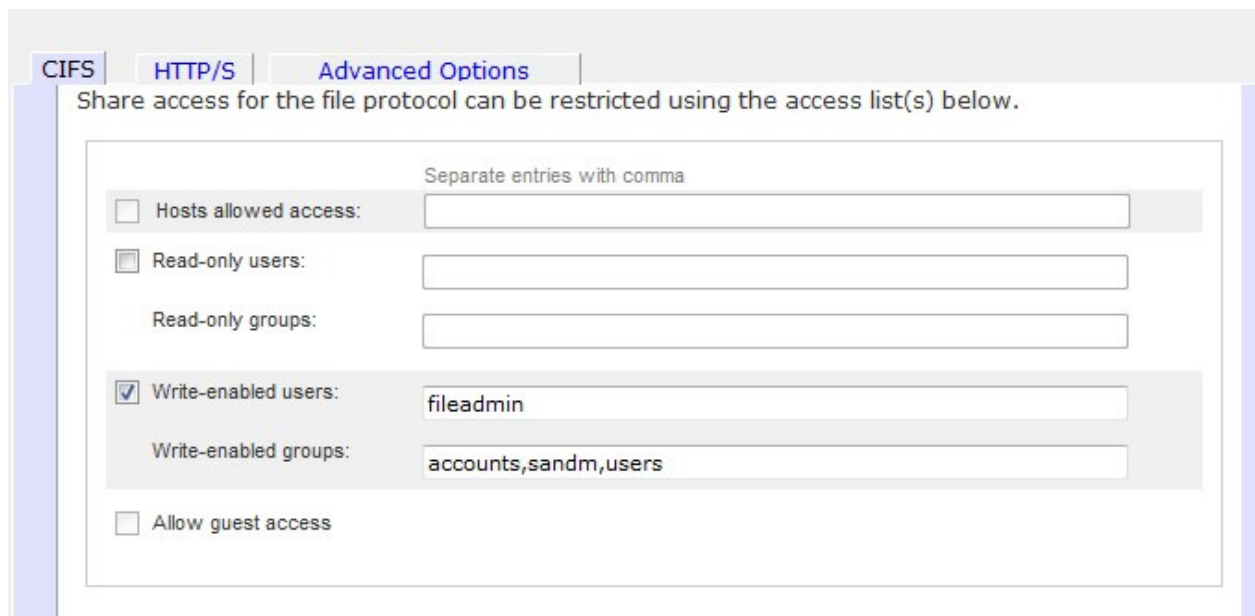 CIFS HTTP/S Advanced Options
Share access for the file protocol can be restricted using the access list(s) below.
Separate entries with comma
Hosts allowed access:
Read-only users:
Read-only groups:
Write-enabled users: fileadmin
Write-enabled groups: accounts,sandm,users
Allow guest access